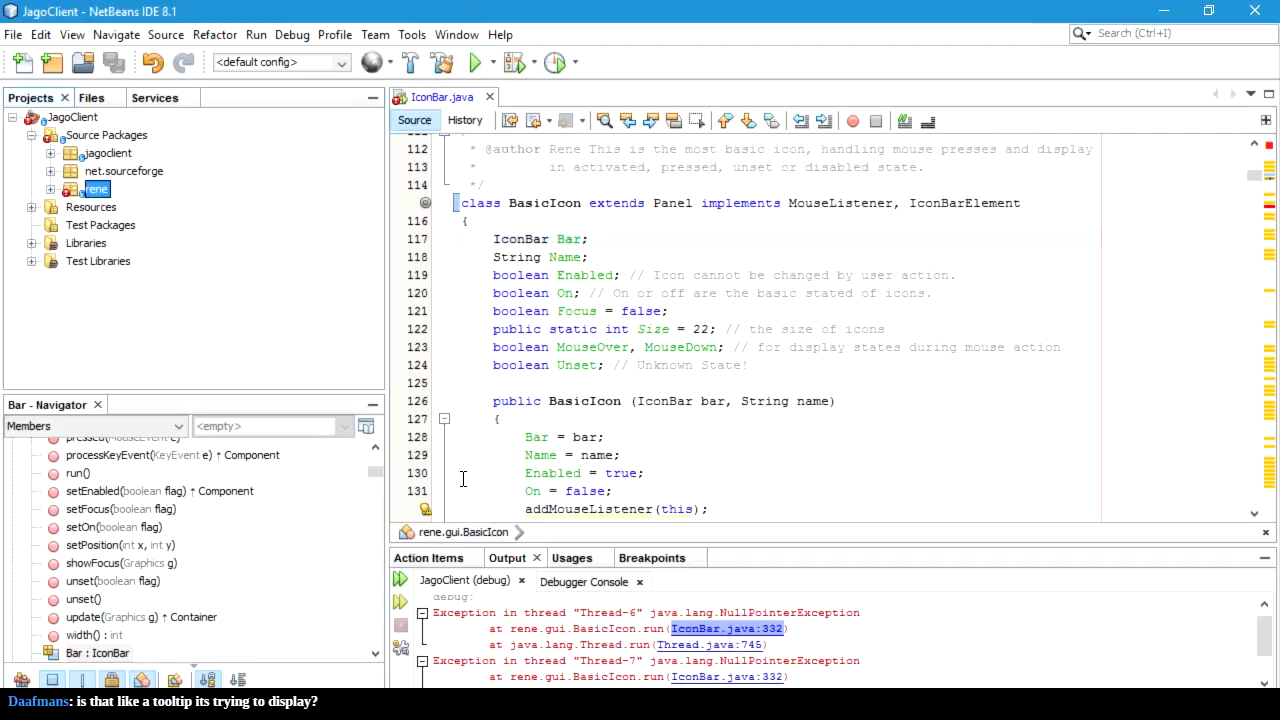 JagoClient - NetBeans IDE 8.1
File Edit View Navigate Source Refactor Run Debug Profile Team Tools Window Help
Search (Ctrl+I)
<default config>
Projects Files Services
IconBar.java
JagoClient
Source Packages
jagoclient
net.sourceforge
rene
Resources
Test Packages
Libraries
Test Libraries
Source History
112 * @author Rene This is the most basic icon, handling mouse presses and display
113 in activated, pressed, unset or disabled state.
114 */
class BasicIcon extends Panel implements MouseListener, IconBarElement
116 {
117 IconBar Bar;
118 String Name;
119 boolean Enabled; // Icon cannot be changed by user action.
120 boolean On; // On or off are the basic stated of icons.
121 boolean Focus = false;
122 public static int Size = 22; // the size of icons
123 boolean MouseOver, MouseDown; // for display states during mouse action
124 boolean Unset; // Unknown State!
125
126 public BasicIcon (IconBar bar, String name)
127 {
128 Bar = bar;
129 Name = name;
130 Enabled = true;
131 On = false;
addMouseListener(this);
rene.gui.BasicIcon
Bar - Navigator
Members <empty>
pressed(MouseEvent e)
processKeyEvent(KeyEvent e) ↑ Component
run()
setEnabled(boolean flag) ↑ Component
setFocus(boolean flag)
setOn(boolean flag)
setPosition(int x, int y)
showFocus(Graphics g)
unset(boolean flag)
unset()
update(Graphics g) ↑ Container
width() : int
Bar : IconBar
Action Items Output Usages Breakpoints
JagoClient (debug) Debugger Console
debug:
Exception in thread "Thread-6" java.lang.NullPointerException
at rene.gui.BasicIcon.run(IconBar.java:332)
at java.lang.Thread.run(Thread.java:745)
Exception in thread "Thread-7" java.lang.NullPointerException
at rene.gui.BasicIcon.run(IconBar.java:332)
Daafmans: is that like a tooltip its trying to display?